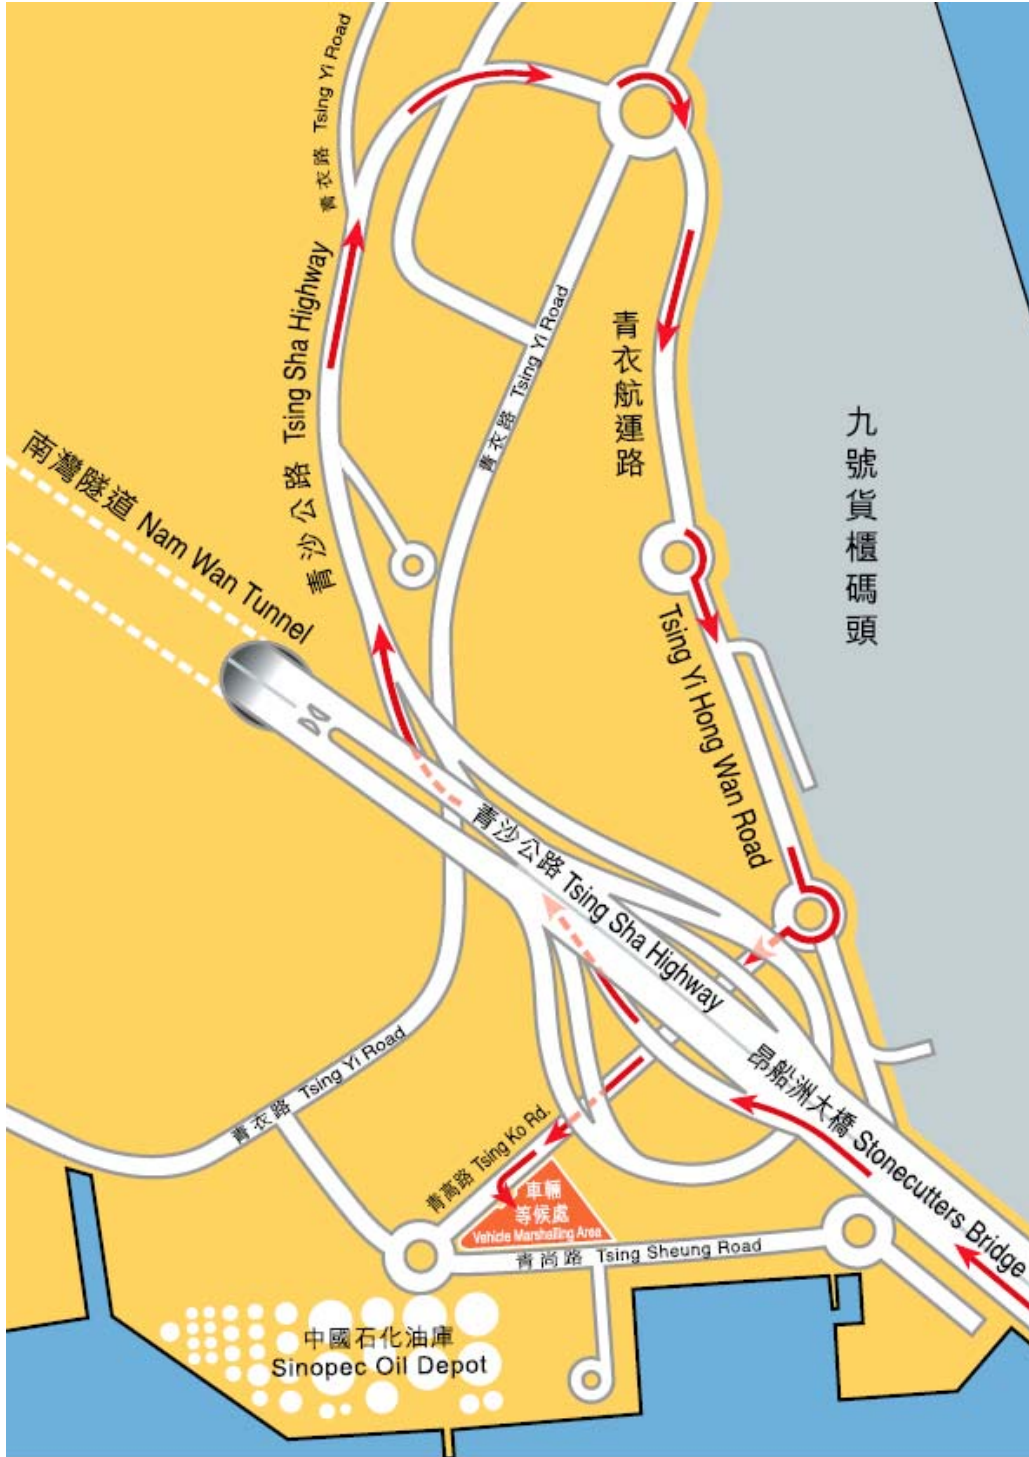 青衣路 Tsing Yi Road
青沙公路 Tsing Sha Highway
青衣路 Tsing Yi Road
青衣航運路
九號貨櫃碼頭
南灣隧道 Nam Wan Tunnel
Tsing Yi Hong Wan Road
青沙公路 Tsing Sha Highway
昂船洲大橋 Stonecutters Bridge
青衣路 Tsing Yi Road
青高路 Tsing Ko Rd.
車輛
等候處
Vehicle Marshalling Area
青尚路 Tsing Sheung Road
中國石化油庫
Sinopec Oil Depot